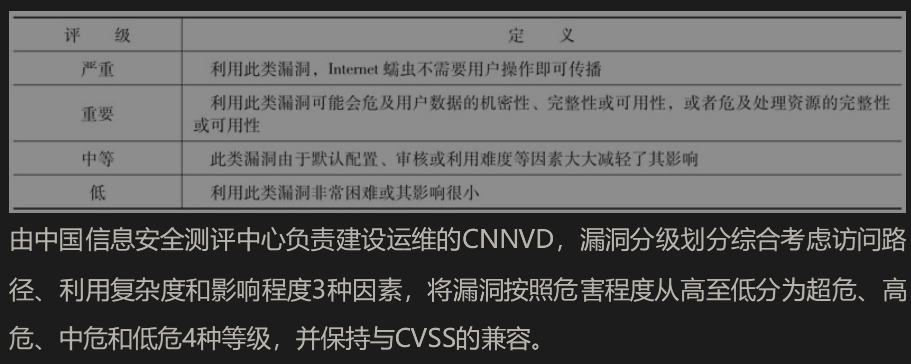 评 级 定 义
严重 利用此类漏洞，Internet 蠕虫不需要用户操作即可传播
重要 利用此类漏洞可能会危及用户数据的机密性、完整性或可用性，或者危及处理资源的完整性
或可用性
中等 此类漏洞由于默认配置、审核或利用难度等因素大大减轻了其影响
低 利用此类漏洞非常困难或其影响很小
由中国信息安全测评中心负责建设运维的CNNVD，漏洞分级划分综合考虑访问路
径、利用复杂度和影响程度3种因素，将漏洞按照危害程度从高至低分为超危、高
危、中危和低危4种等级，并保持与CVSS的兼容。